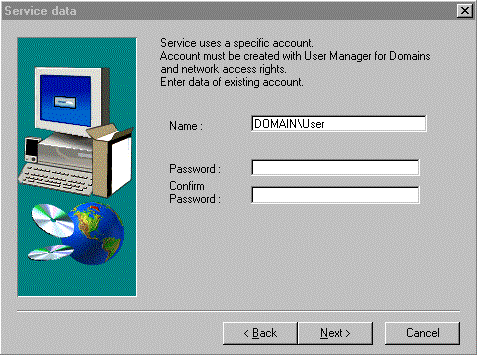 Service data
Service uses a specific account.
Account must be created with User Manager for Domains
and network access rights.
Enter data of existing account.
Name :
DOMAIN\User
Password :
Confirm
Password :
< Back
Next >
Cancel